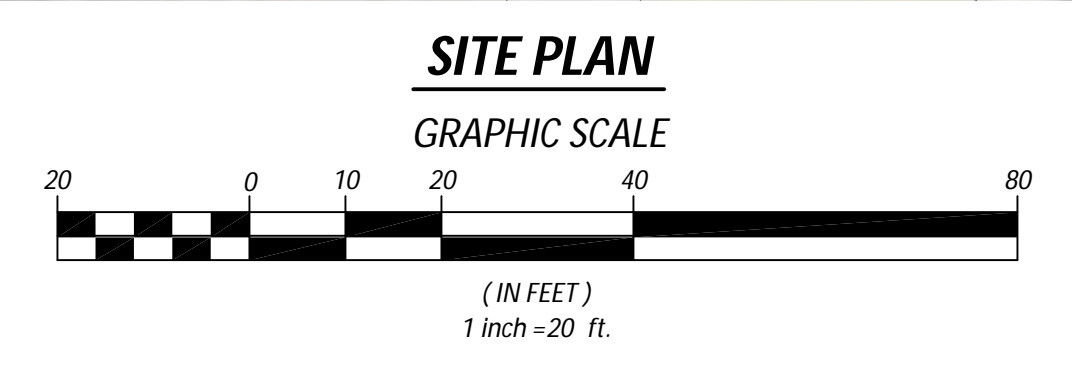 SITE PLAN
GRAPHIC SCALE
20 0 10 20 40 80
( IN FEET )
1 inch =20 ft.